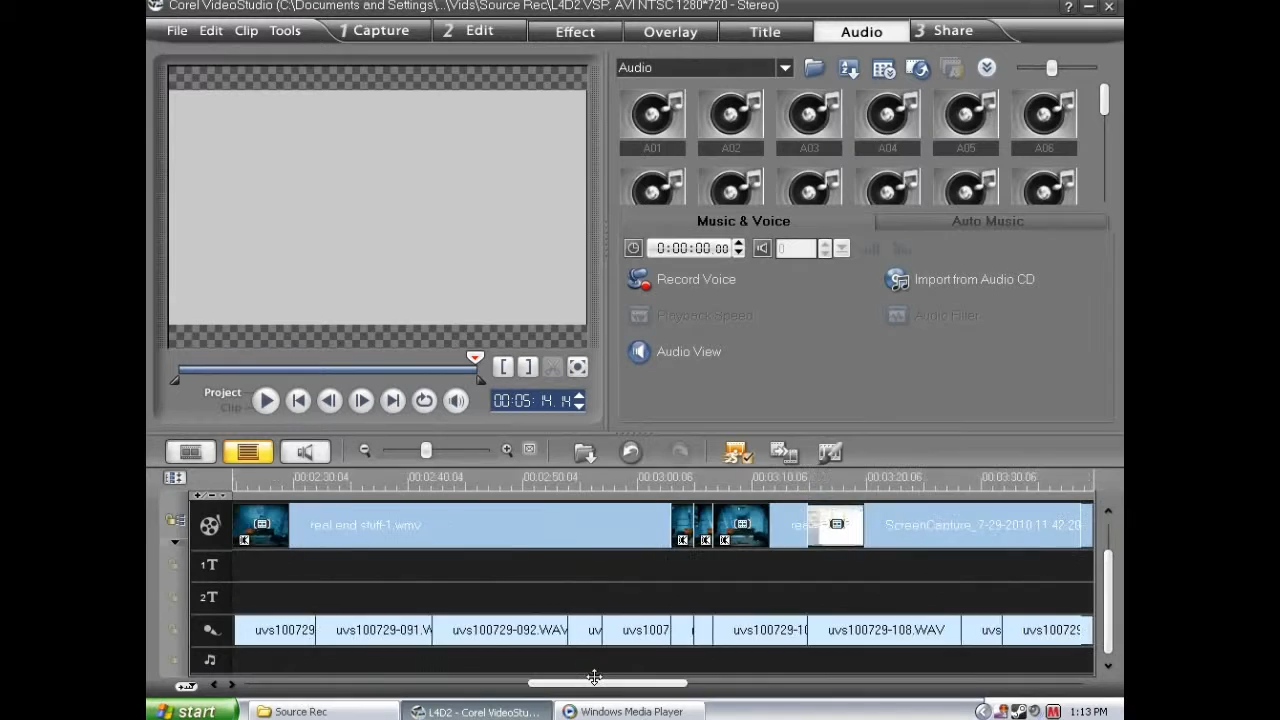 Corel VideoStudio (C:\Documents and Settings\...\Vids\Source Rec\L4D2.VSP, AVI NTSC 1280*720 - Stereo)
File Edit Clip Tools 1 Capture 2 Edit Effect Overlay Title Audio 3 Share
Audio
A01 A02 A03 A04 A05 A06
Music & Voice Auto Music
0:00:00.00 0
Record Voice Import from Audio CD
Playback Speed Audio Filter
Audio View
Project
Clip
00:05:14.14
00:02:30.04 00:02:40.04 00:02:50.04 00:03:00.06 00:03:10.06 00:03:20.06 00:03:30.06
real end stuff-1.wmv rea ScreenCapture_7-29-2010 11 42 20
1T
2T
uvs100729 uvs100729-091.W uvs100729-092.WAV uv uvs1007 uvs100729-10 uvs100729-108.WAV uvs uvs100729
start Source Rec L4D2 - Corel VideoStu... Windows Media Player 1:13 PM